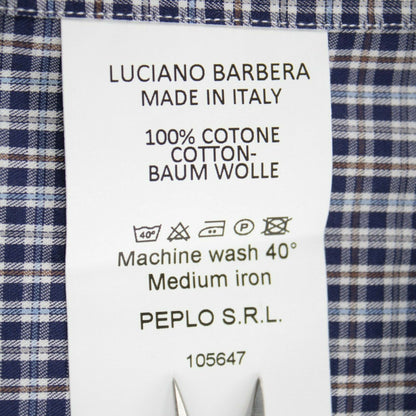 LUCIANO BARBERA
MADE IN ITALY
100% COTONE
COTTON-
BAUM WOLLE
40° P
Machine wash 40°
Medium iron
PEPLO S.R.L.
105647